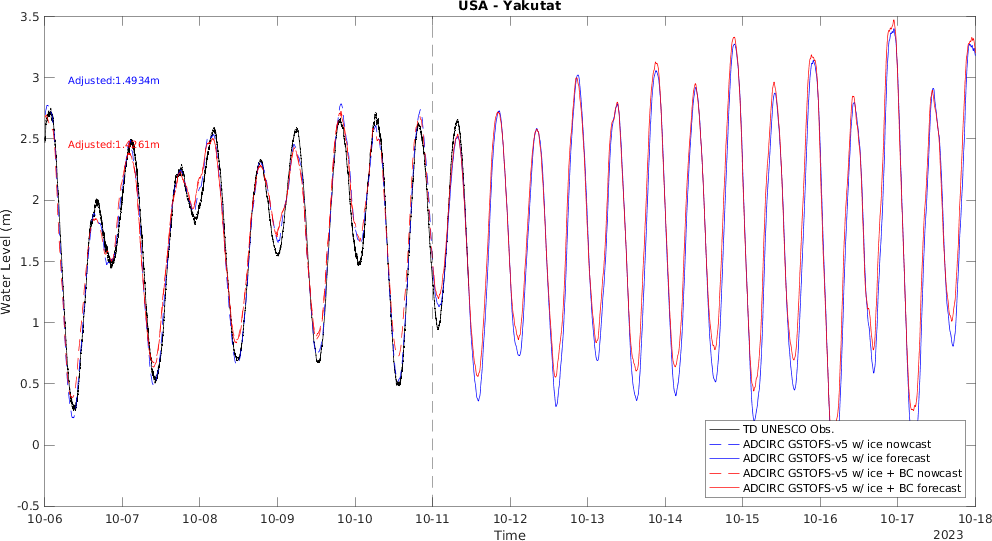 USA - Yakutat
3.5
3
2.5
2
1.5
1
0.5
0
-0.5
Water Level (m)
Adjusted:1.4934m
TD UNESCO Obs.
ADCIRC GSTOFS-v5 w/ ice nowcast
ADCIRC GSTOFS-v5 w/ ice forecast
ADCIRC GSTOFS-v5 w/ ice + BC nowcast
ADCIRC GSTOFS-v5 w/ ice + BC forecast
10-06 10-07 10-08 10-09 10-10 10-11 10-12 10-13 10-14 10-15 10-16 10-17 10-18
Time
2023